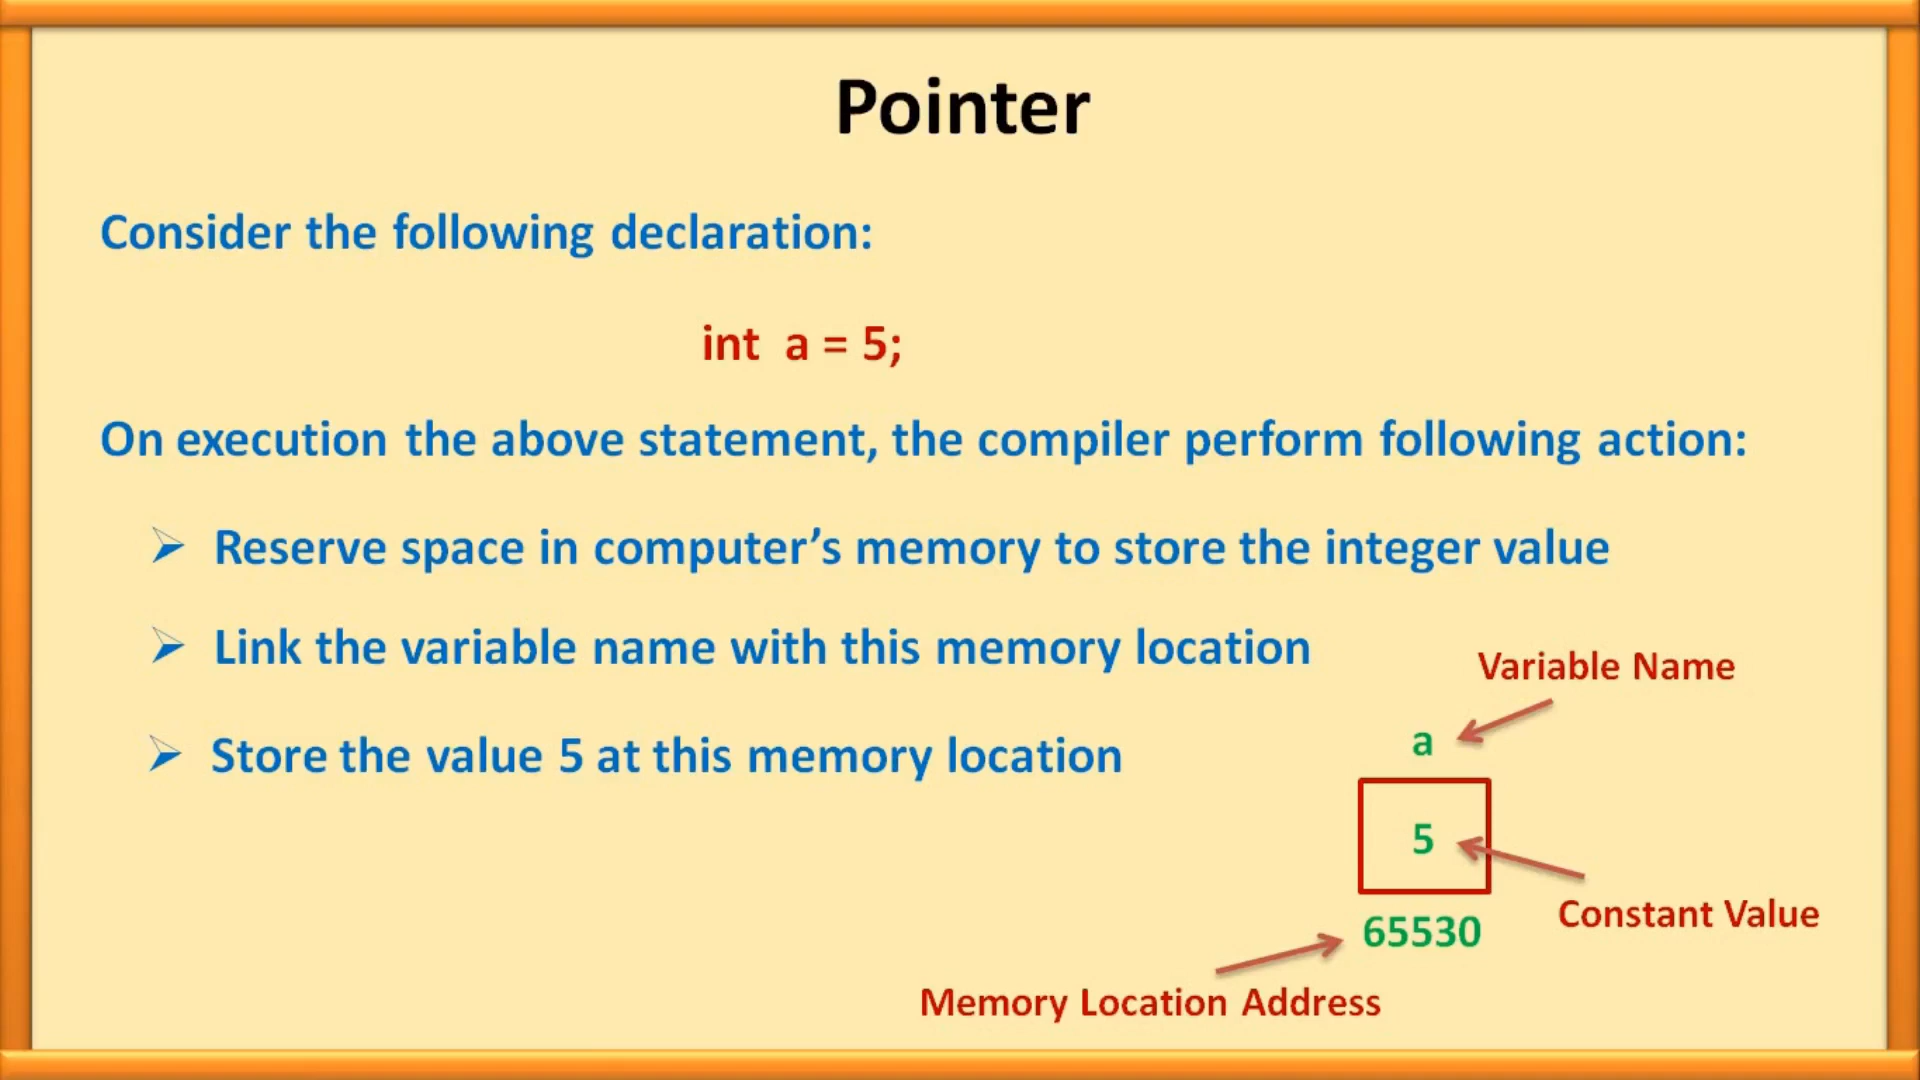 Pointer
Consider the following declaration:
int a = 5;
On execution the above statement, the compiler perform following action:
Reserve space in computer's memory to store the integer value
Link the variable name with this memory location
Store the value 5 at this memory location
Variable Name
a
5
Constant Value
65530
Memory Location Address